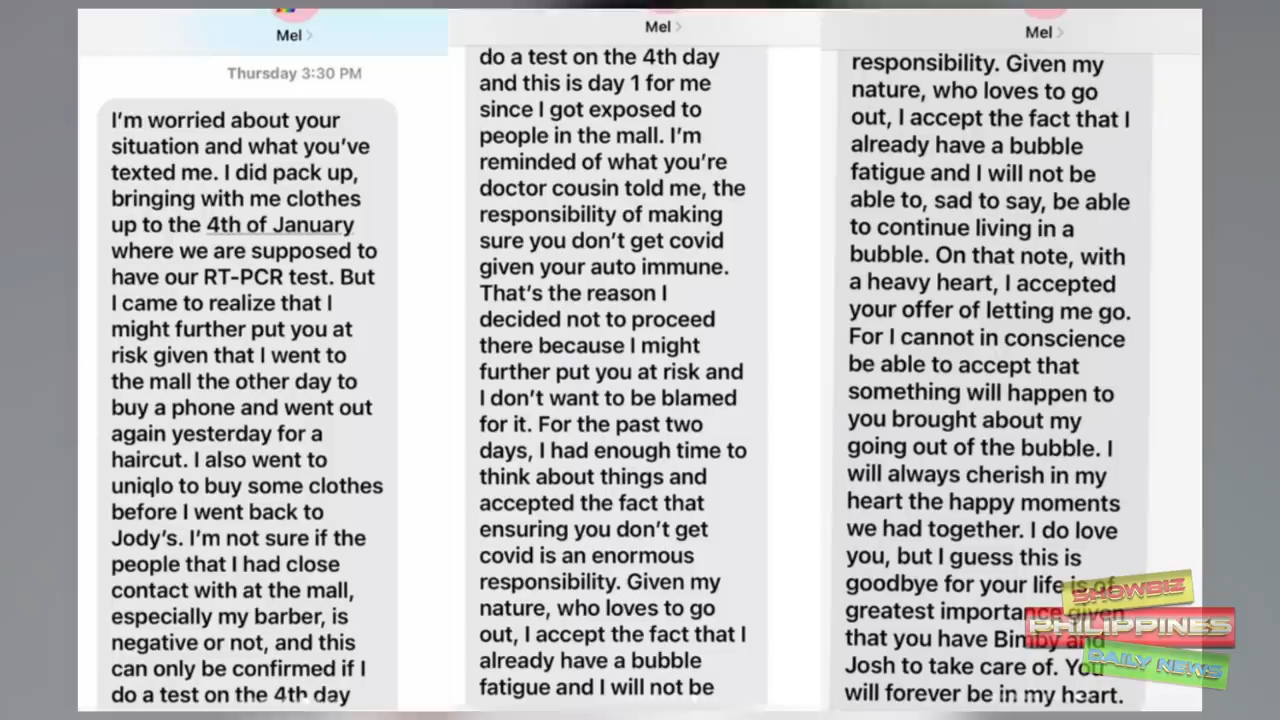 Mel
Thursday 3:30 PM
I'm worried about your
situation and what you've
texted me. I did pack up,
bringing with me clothes
up to the 4th of January
where we are supposed to
have our RT-PCR test. But
I came to realize that I
might further put you at
risk given that I went to
the mall the other day to
buy a phone and went out
again yesterday for a
haircut. I also went to
uniqlo to buy some clothes
before I went back to
Jody's. I'm not sure if the
people that I had close
contact with at the mall,
especially my barber, is
negative or not, and this
can only be confirmed if I
do a test on the 4th day
Mel
do a test on the 4th day
and this is day 1 for me
since I got exposed to
people in the mall. I'm
reminded of what you're
doctor cousin told me, the
responsibility of making
sure you don't get covid
given your auto immune.
That's the reason I
decided not to proceed
there because I might
further put you at risk and
I don't want to be blamed
for it. For the past two
days, I had enough time to
think about things and
accepted the fact that
ensuring you don't get
covid is an enormous
responsibility. Given my
nature, who loves to go
out, I accept the fact that I
already have a bubble
fatigue and I will not be
Mel
responsibility. Given my
nature, who loves to go
out, I accept the fact that I
already have a bubble
fatigue and I will not be
able to, sad to say, be able
to continue living in a
bubble. On that note, with
a heavy heart, I accepted
your offer of letting me go.
For I cannot in conscience
be able to accept that
something will happen to
you brought about my
going out of the bubble. I
will always cherish in my
heart the happy moments
we had together. I do love
you, but I guess this is
goodbye for your life is of
greatest importance given
that you have Bimby and
Josh to take care of. You
will forever be in my heart.
SHOWBIZ
PHILIPPINES
DAILY NEWS